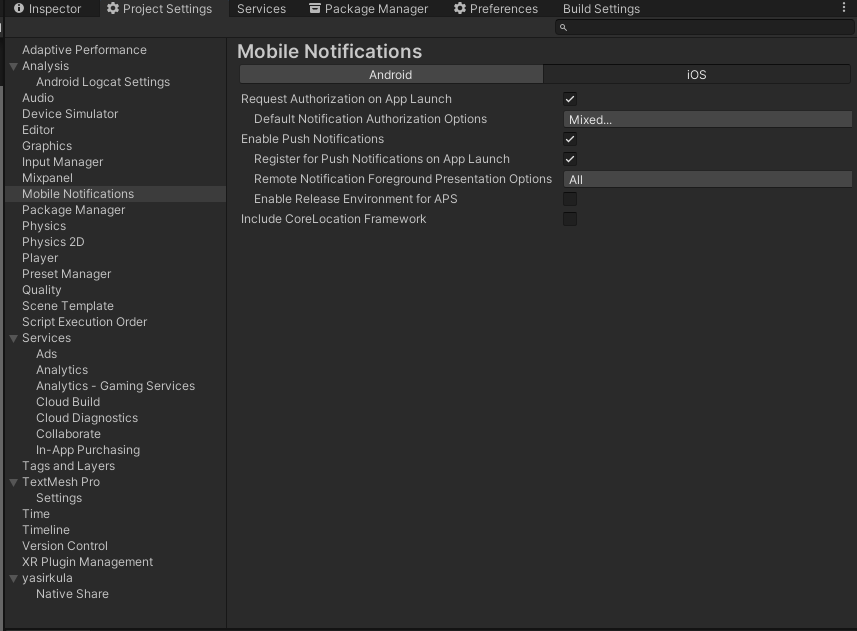 Inspector Project Settings Services Package Manager Preferences Build Settings
Adaptive Performance
Analysis
Android Logcat Settings
Audio
Device Simulator
Editor
Graphics
Input Manager
Mixpanel
Mobile Notifications
Package Manager
Physics
Physics 2D
Player
Preset Manager
Quality
Scene Template
Script Execution Order
Services
Ads
Analytics
Analytics - Gaming Services
Cloud Build
Cloud Diagnostics
Collaborate
In-App Purchasing
Tags and Layers
TextMesh Pro
Settings
Time
Timeline
Version Control
XR Plugin Management
yasirkula
Native Share
Mobile Notifications
Android iOS
Request Authorization on App Launch
Default Notification Authorization Options Mixed...
Enable Push Notifications
Register for Push Notifications on App Launch
Remote Notification Foreground Presentation Options All
Enable Release Environment for APS
Include CoreLocation Framework